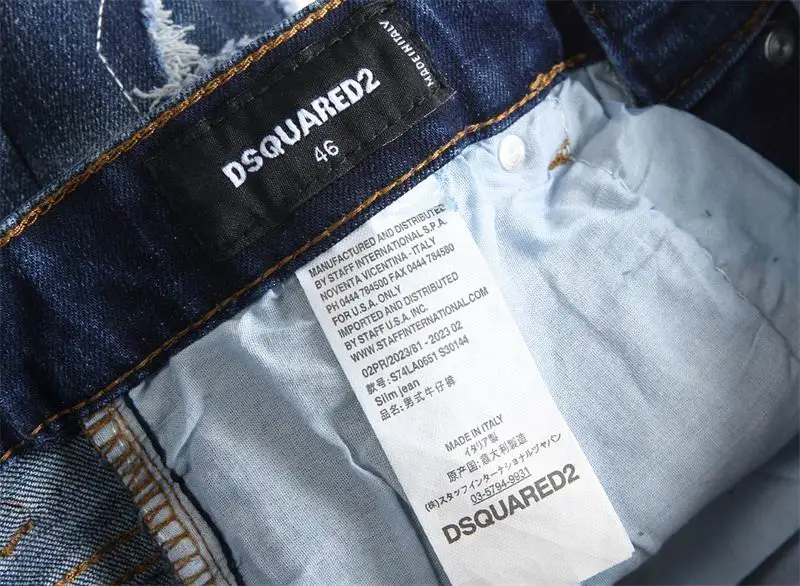 DSQUARED2
46
MADE IN ITALY
MANUFACTURED AND DISTRIBUTED
BY STAFF INTERNATIONAL S.P.A.
NOVENTA VICENTINA - ITALY
PH 0444 784500 FAX 0444 784580
FOR U.S.A. ONLY
IMPORTED AND DISTRIBUTED
BY STAFF U.S.A. INC.
WWW.STAFFINTERNATIONAL.COM
02PR/2023/81 - 2023 02
款号: S74LA0651 S30144
Slim jean
品名: 男式牛仔裤
MADE IN ITALY
イタリア製
原产国: 意大利製造
(株)スタッフインターナショナルツャパン
03-5794-9931
DSQUARED2